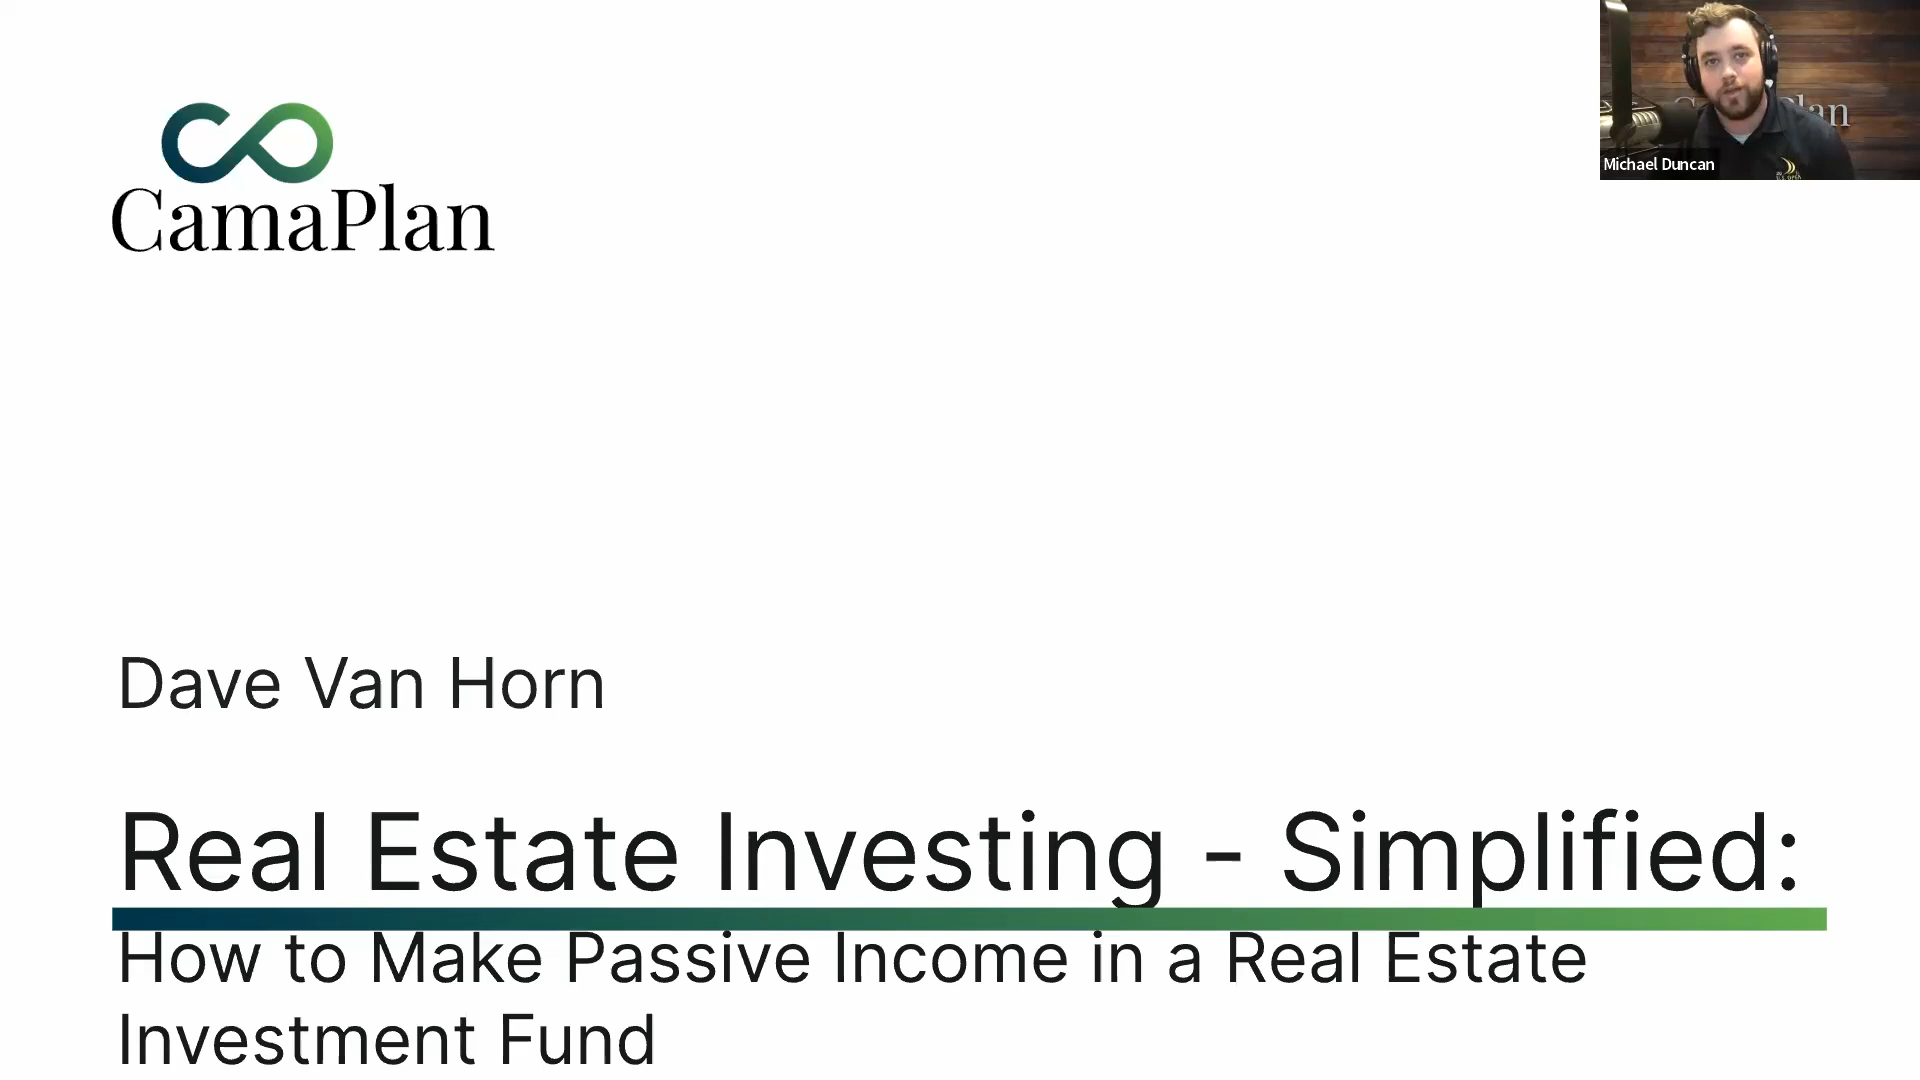 CamaPlan
Michael Duncan
Dave Van Horn
Real Estate Investing - Simplified:
How to Make Passive Income in a Real Estate
Investment Fund